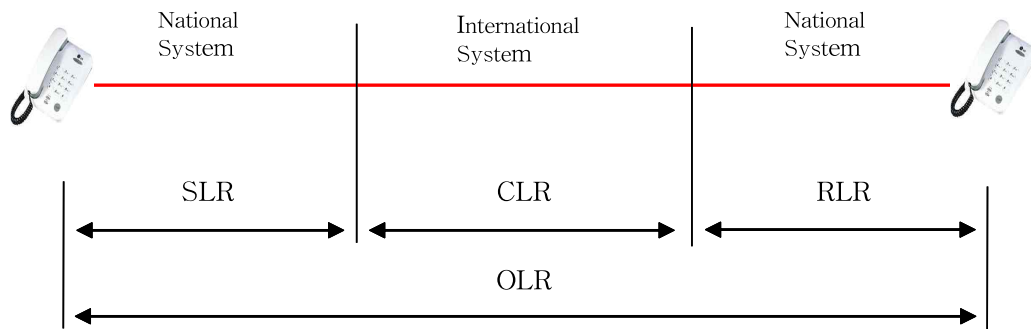 National
System
International
System
National
System
SLR
CLR
RLR
OLR